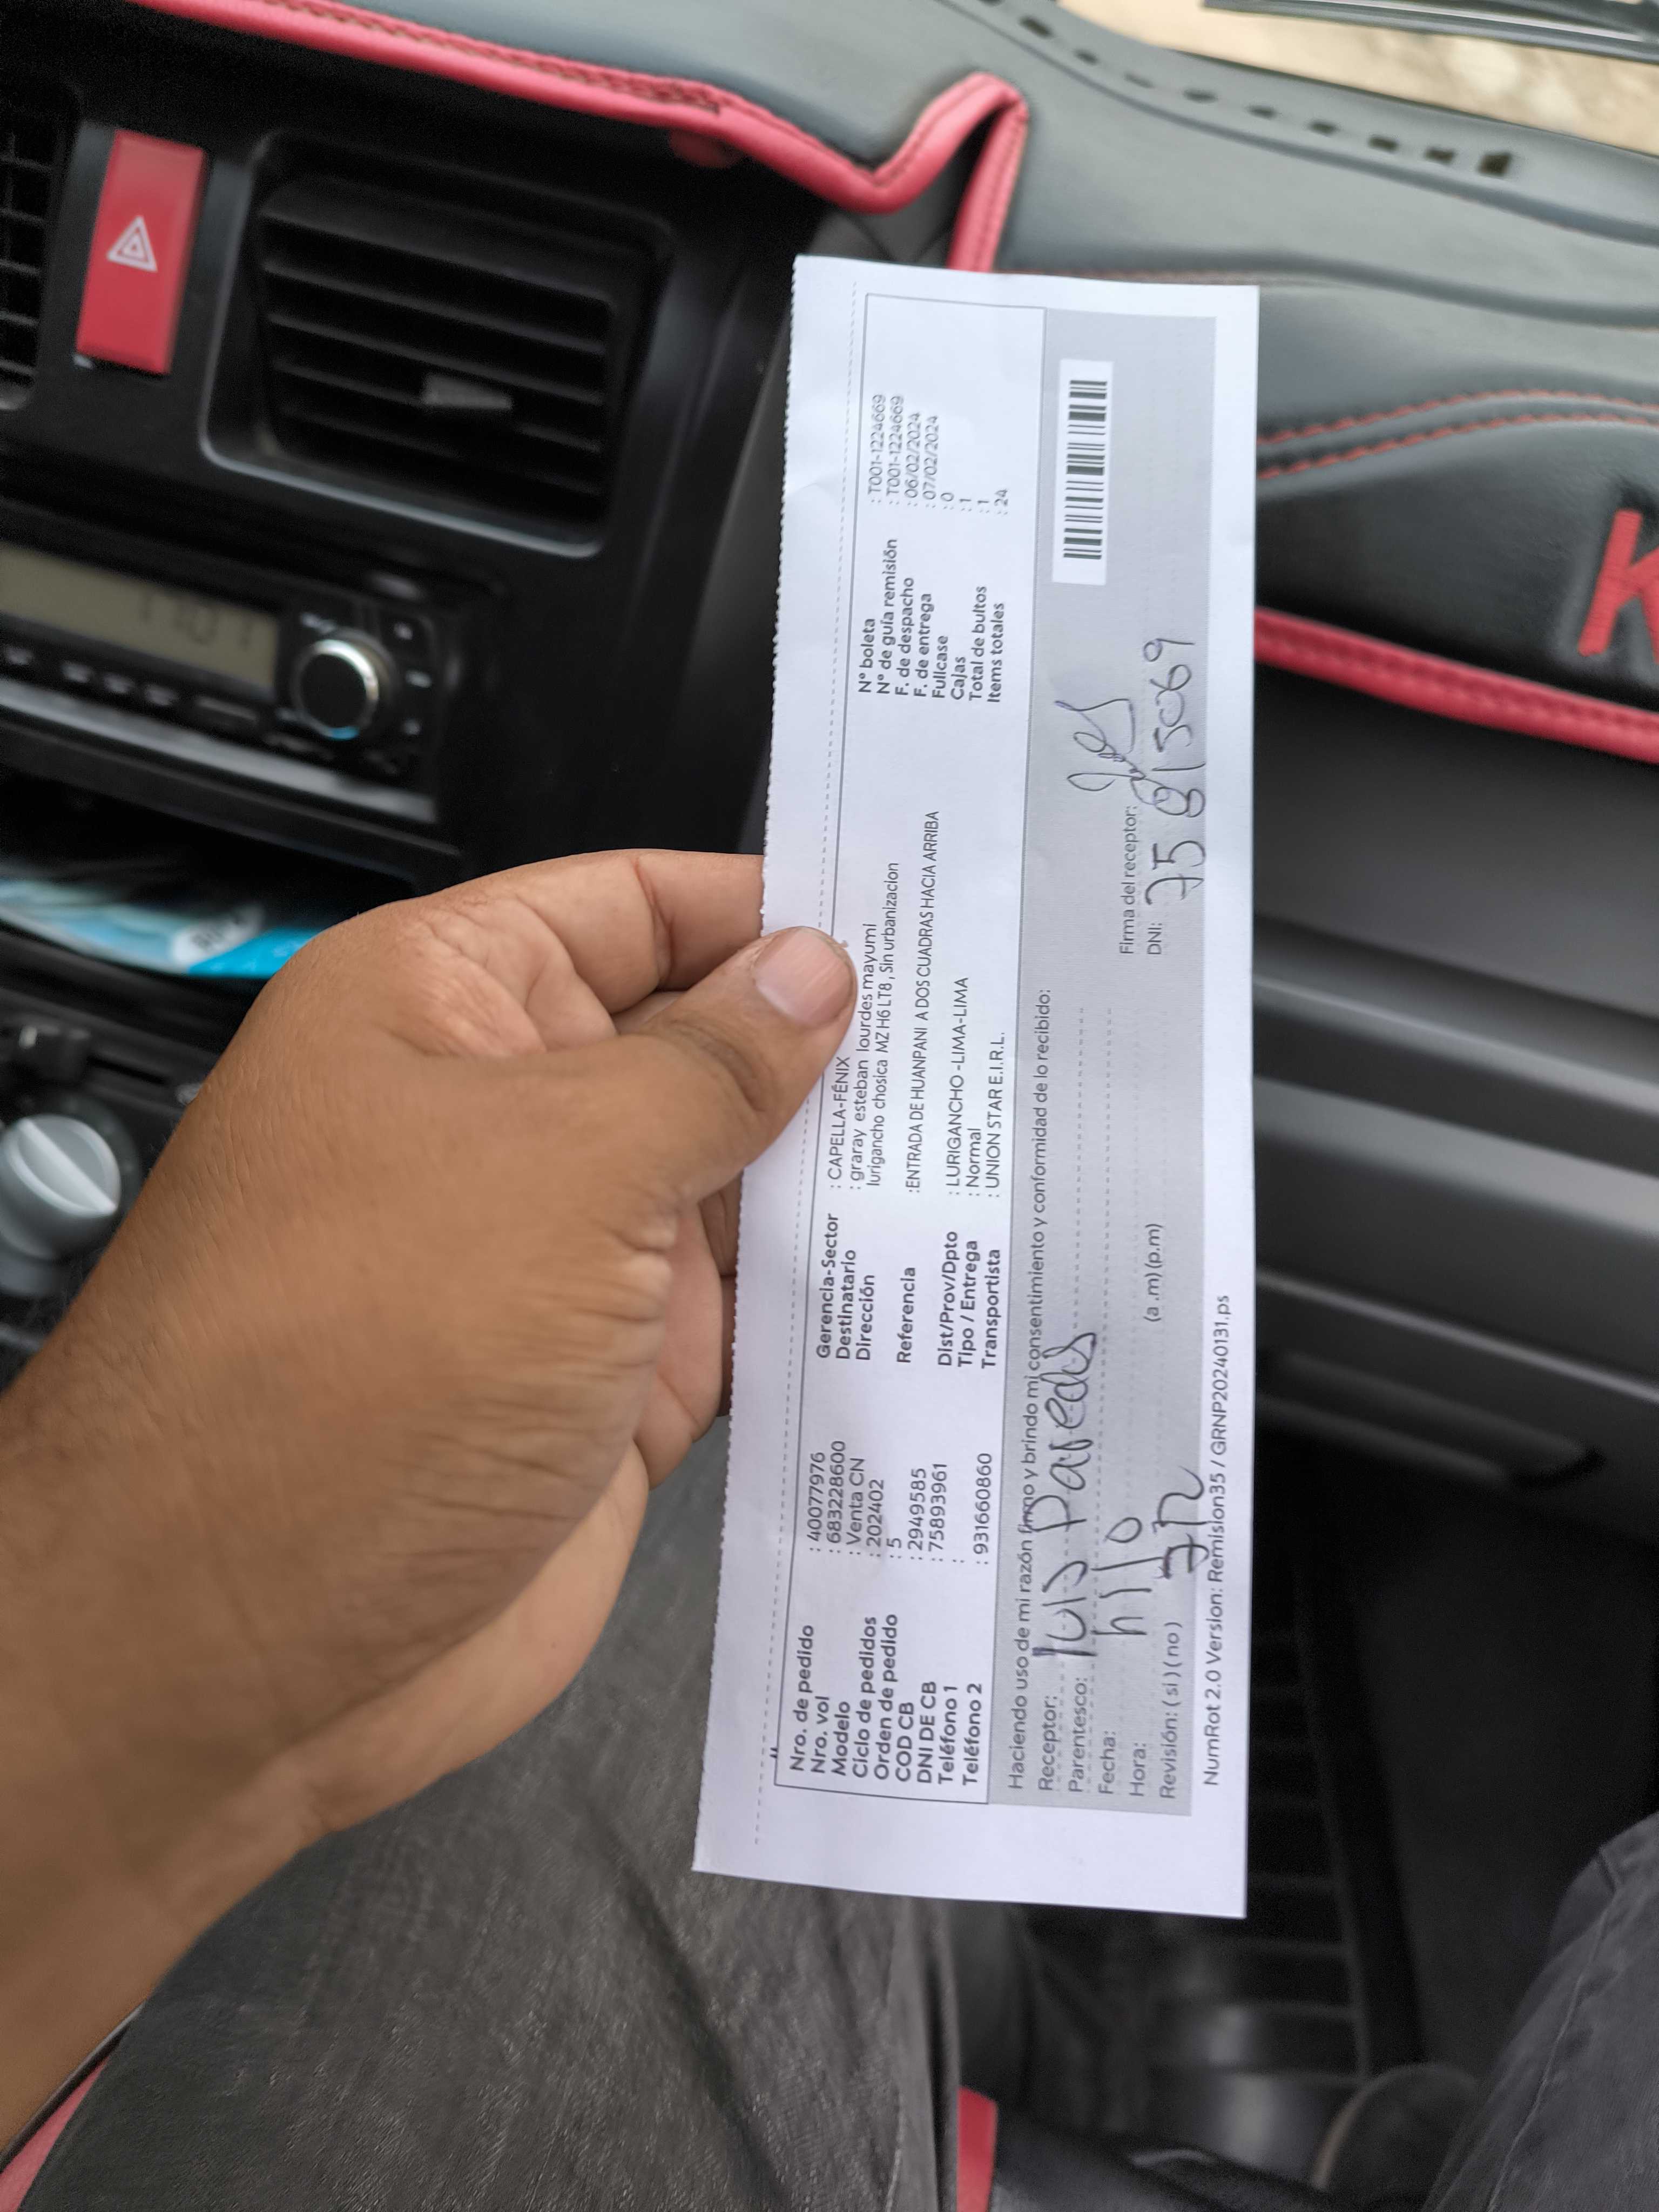 Nro. de pedido : 40077976
Nro. vol : 683228600
Modelo : Venta CN
Ciclo de pedidos : 202402
Orden de pedido : 5
COD CB : 2949585
DNI DE CB : 75893961
Teléfono 1 :
Teléfono 2 : 931660860
Gerencia-Sector : CAPELLA-FÉNIX
Destinatario : graray esteban lourdes mayumi
Dirección lurigancho chosica MZ H6 LT8 , Sin urbanizacion
Referencia :ENTRADA DE HUANPANI A DOS CUADRAS HACIA ARRIBA
Dist/Prov/Dpto : LURIGANCHO -LIMA-LIMA
Tipo / Entrega : Normal
Transportista : UNION STAR E.I.R.L.
N° boleta : T001-1224669
N° de guía remisión : T001-1224669
F. de despacho : 06/02/2024
F. de entrega : 07/02/2024
Fullcase : 0
Cajas : 1
Total de bultos : 1
Items totales : 24
Haciendo uso de mi razón firmo y brindo mi consentimiento y conformidad de lo recibido:
Receptor: luis Paredes
Parentesco:
Fecha: hijo
Hora: (a .m) (p.m)
Revisión: ( si ) ( no )
Firma del receptor:
DNI: 75813069
NumRot 2.0 Version: Remision35 / GRNP20240131.ps
K